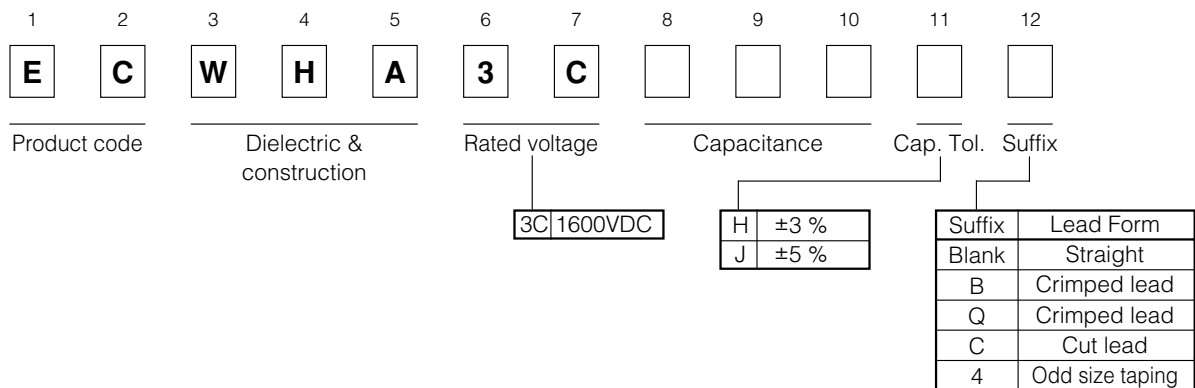 1 2 3 4 5 6 7 8 9 10 11 12
E C W H A 3 C
Product code Dielectric & construction Rated voltage Capacitance Cap. Tol. Suffix
3C 1600VDC
H ±3 %
J ±5 %
Suffix Lead Form
Blank Straight
B Crimped lead
Q Crimped lead
C Cut lead
4 Odd size taping